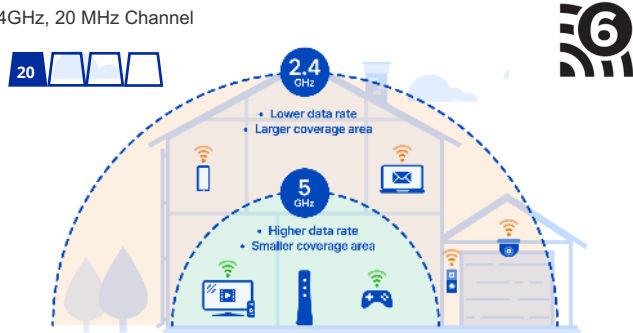 4GHz, 20 MHz Channel
6
20
2.4
GHz
• Lower data rate
• Larger coverage area
5
GHz
• Higher data rate
• Smaller coverage area